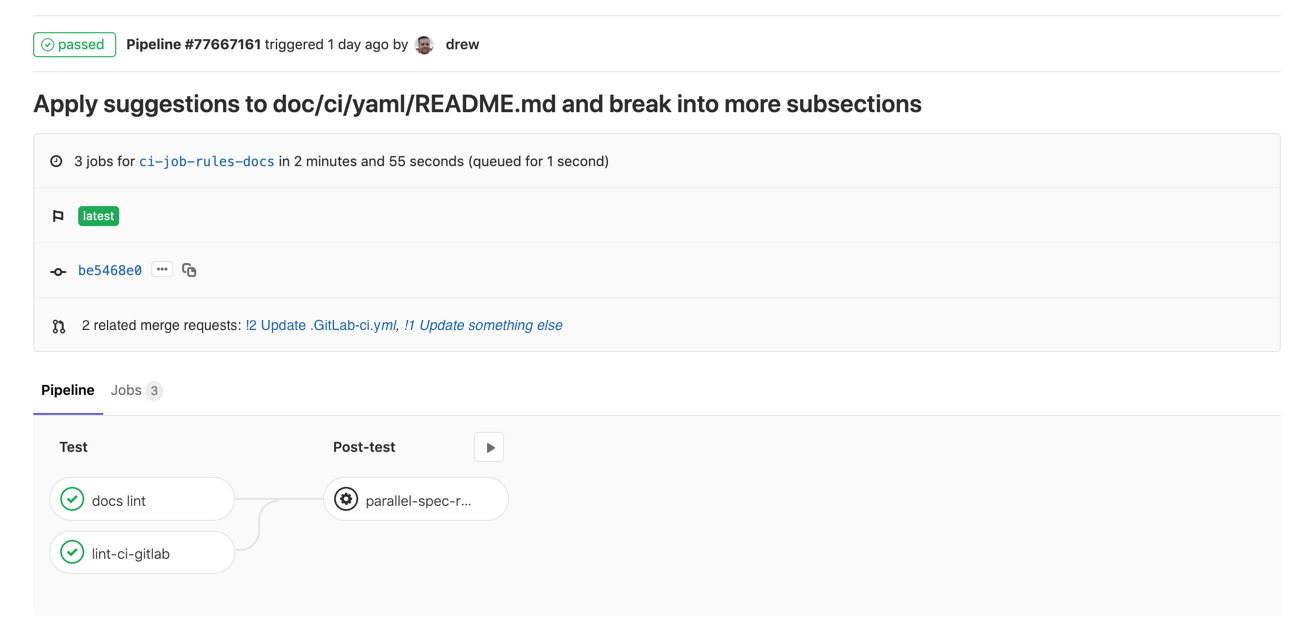 passed Pipeline #77667161 triggered 1 day ago by drew
Apply suggestions to doc/ci/yaml/README.md and break into more subsections
3 jobs for ci-job-rules-docs in 2 minutes and 55 seconds (queued for 1 second)
latest
be5468e0 •••
2 related merge requests: !2 Update .GitLab-ci.yml, !1 Update something else
Pipeline Jobs 3
Test Post-test
docs lint parallel-spec-r...
lint-ci-gitlab